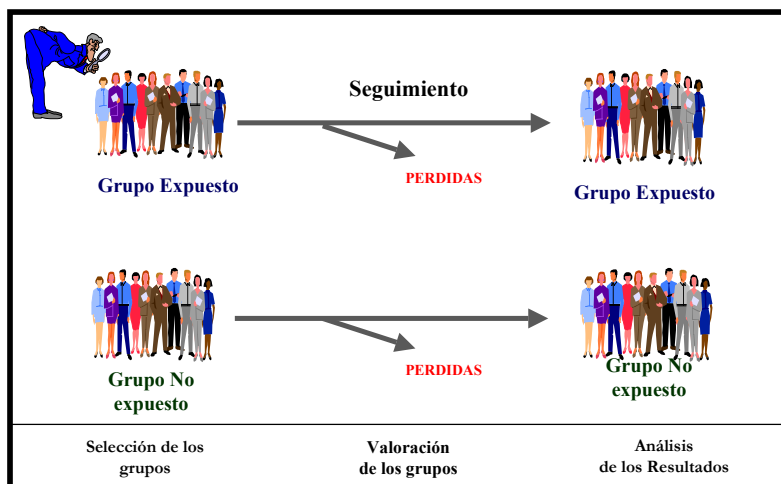 Seguimiento
PERDIDAS
Grupo Expuesto
Grupo Expuesto
PERDIDAS
Grupo No
expuesto
Grupo No
expuesto
Selección de los
grupos
Valoración
de los grupos
Análisis
de los Resultados